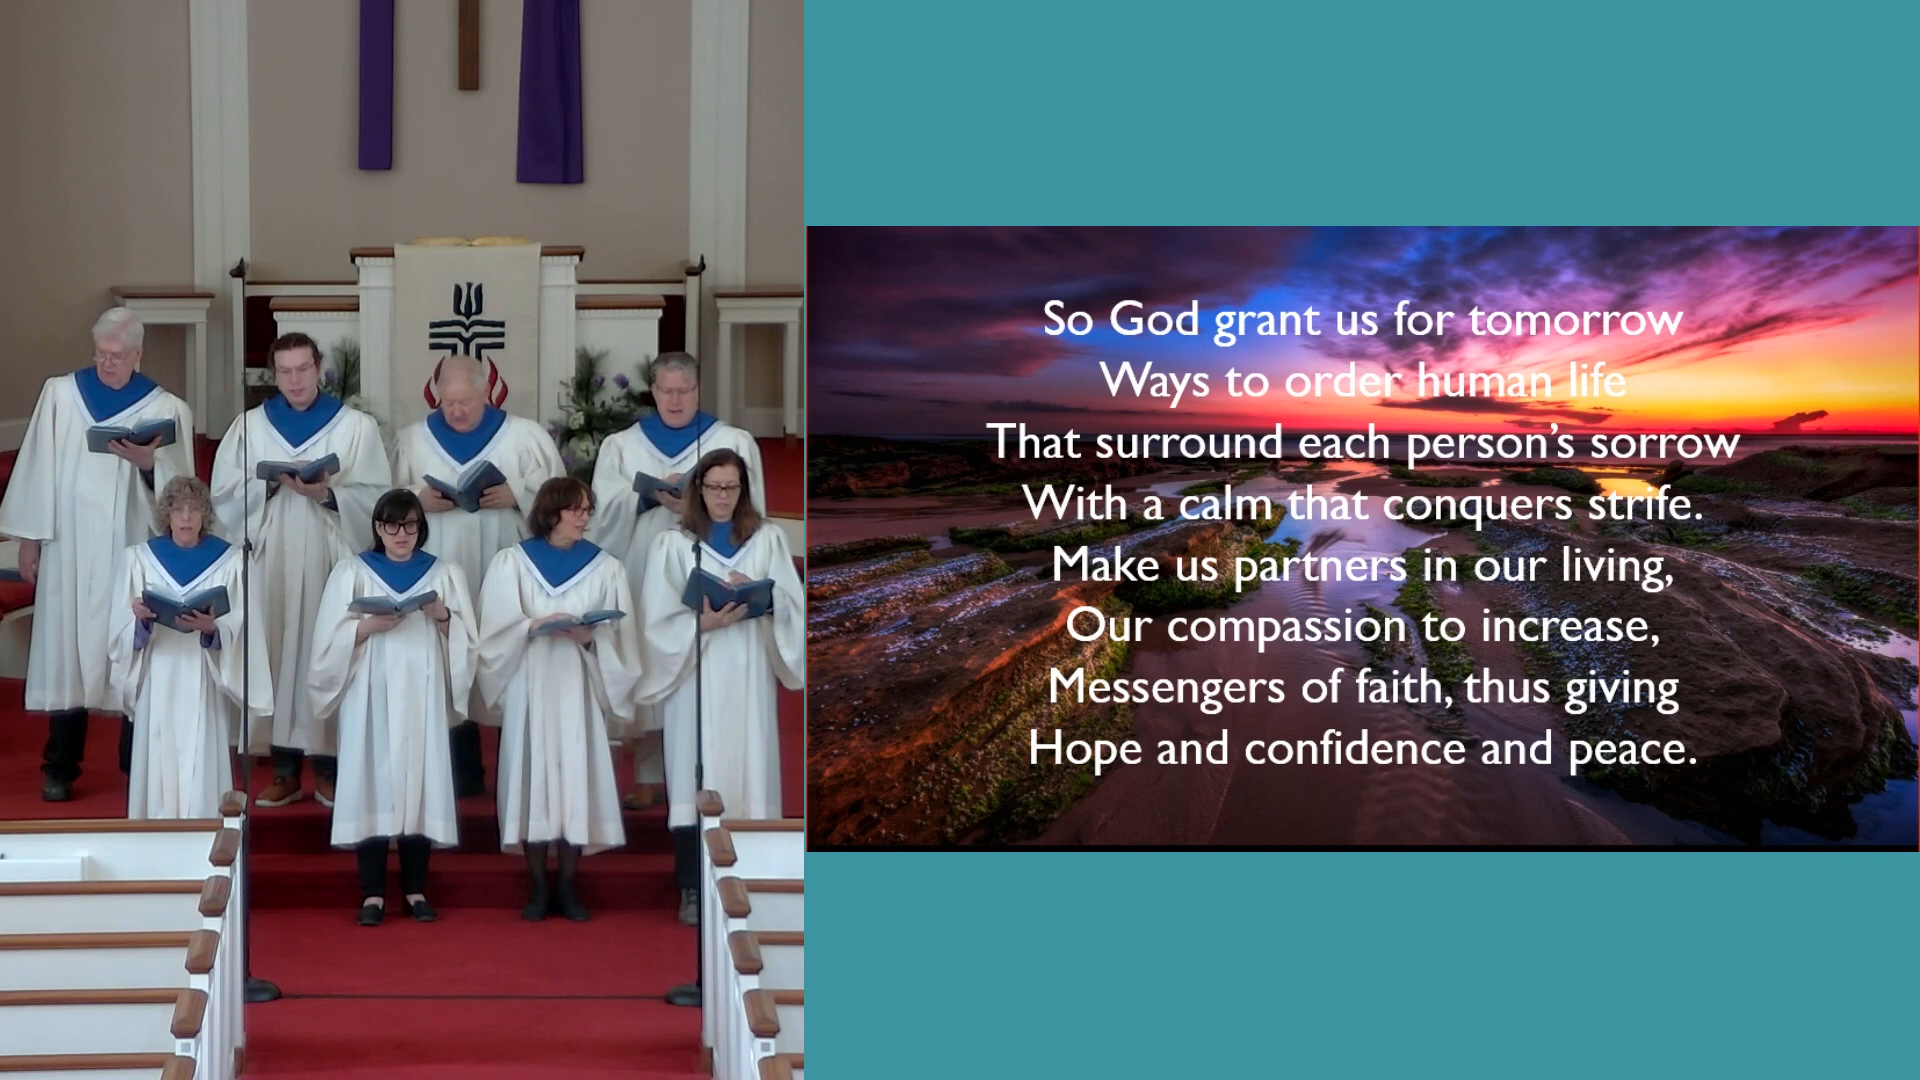 So God grant us for tomorrow
Ways to order human life
That surround each person’s sorrow
With a calm that conquers strife.
Make us partners in our living,
Our compassion to increase,
Messengers of faith, thus giving
Hope and confidence and peace.